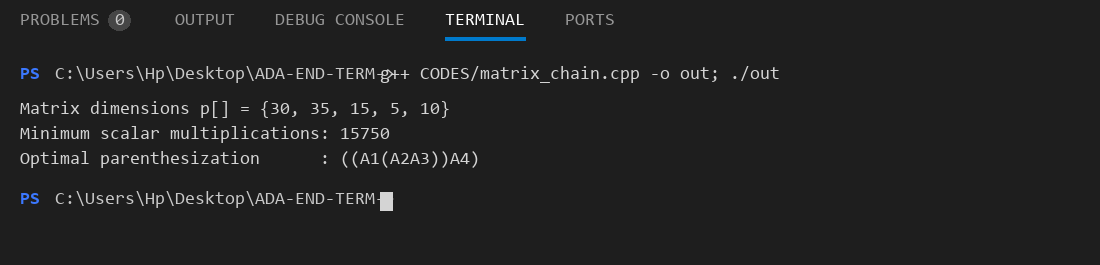 PROBLEMS 0 OUTPUT DEBUG CONSOLE TERMINAL PORTS
PS C:\Users\Hp\Desktop\ADA-END-TERM> g++ CODES/matrix_chain.cpp -o out; ./out
Matrix dimensions p[] = {30, 35, 15, 5, 10}
Minimum scalar multiplications: 15750
Optimal parenthesization      : ((A1(A2A3))A4)
PS C:\Users\Hp\Desktop\ADA-END-TERM>